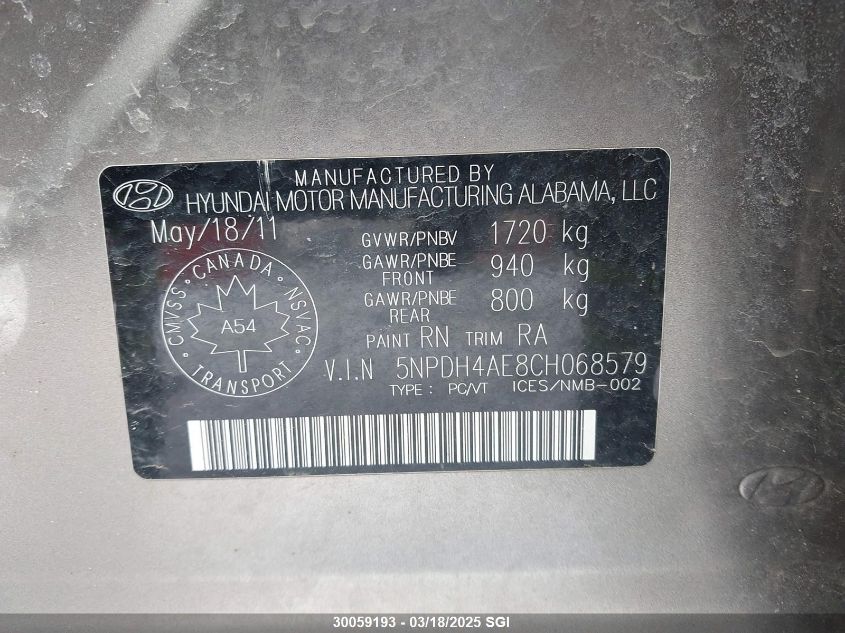 MANUFACTURED BY
HYUNDAI MOTOR MANUFACTURING ALABAMA, LLC
May/18/11
GVWR/PNBV 1720 kg
GAWR/PNBE FRONT 940 kg
GAWR/PNBE REAR 800 kg
PAINT RN TRIM RA
CANADA
CMVSS
NSVAC
A54
TRANSPORT
V.I.N 5NPDH4AE8CH068579
TYPE : PC/VT ICES/NMB-002
30059193 - 03/18/2025 SGI